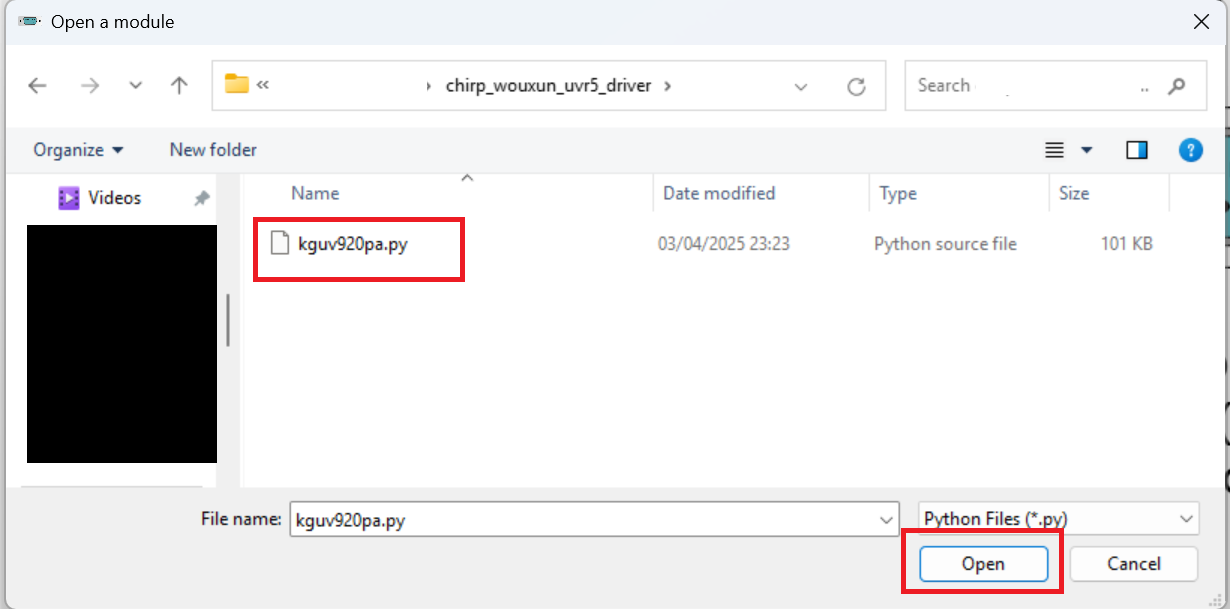 Open a module
« › chirp_wouxun_uvr5_driver › Search ..
Organize New folder ?
Videos
Name Date modified Type Size
kguv920pa.py 03/04/2025 23:23 Python source file 101 KB
File name: kguv920pa.py Python Files (*.py)
Open Cancel